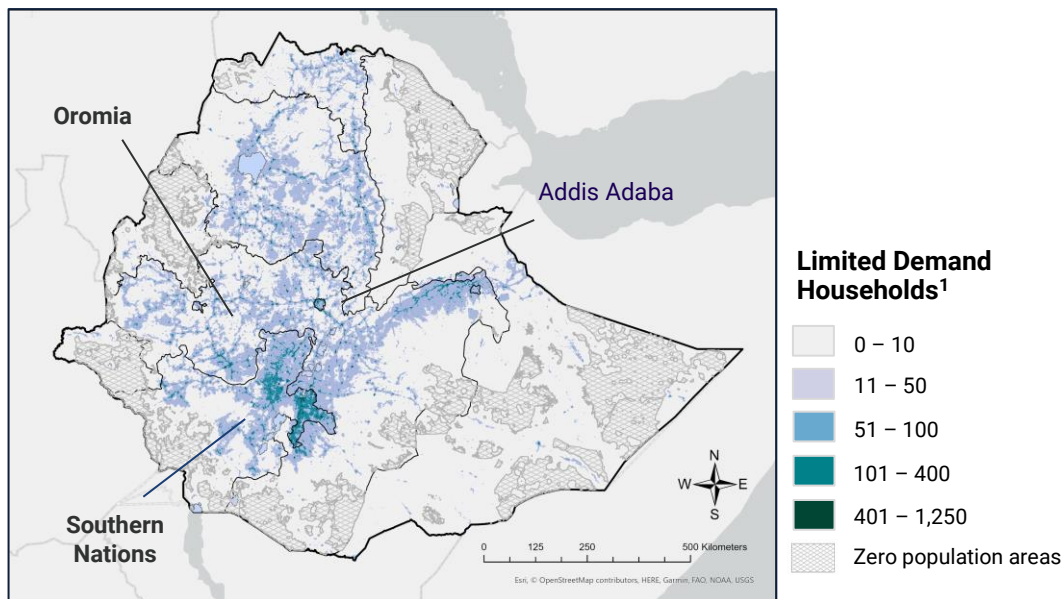 Oromia
Addis Adaba
Southern
Nations
N
W E
S
0 125 250 500 Kilometers
Esri, © OpenStreetMap contributors, HERE, Garmin, FAO, NOAA, USGS
Limited Demand
Households¹
0 – 10
11 – 50
51 – 100
101 – 400
401 – 1,250
Zero population areas